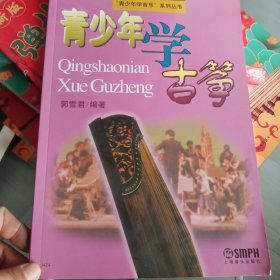 "青少年学音乐"系列丛书
青少年
学
古筝
Qingshaonian
Xue Guzheng
郭雪君/编著
SMPH
上海音乐出版社